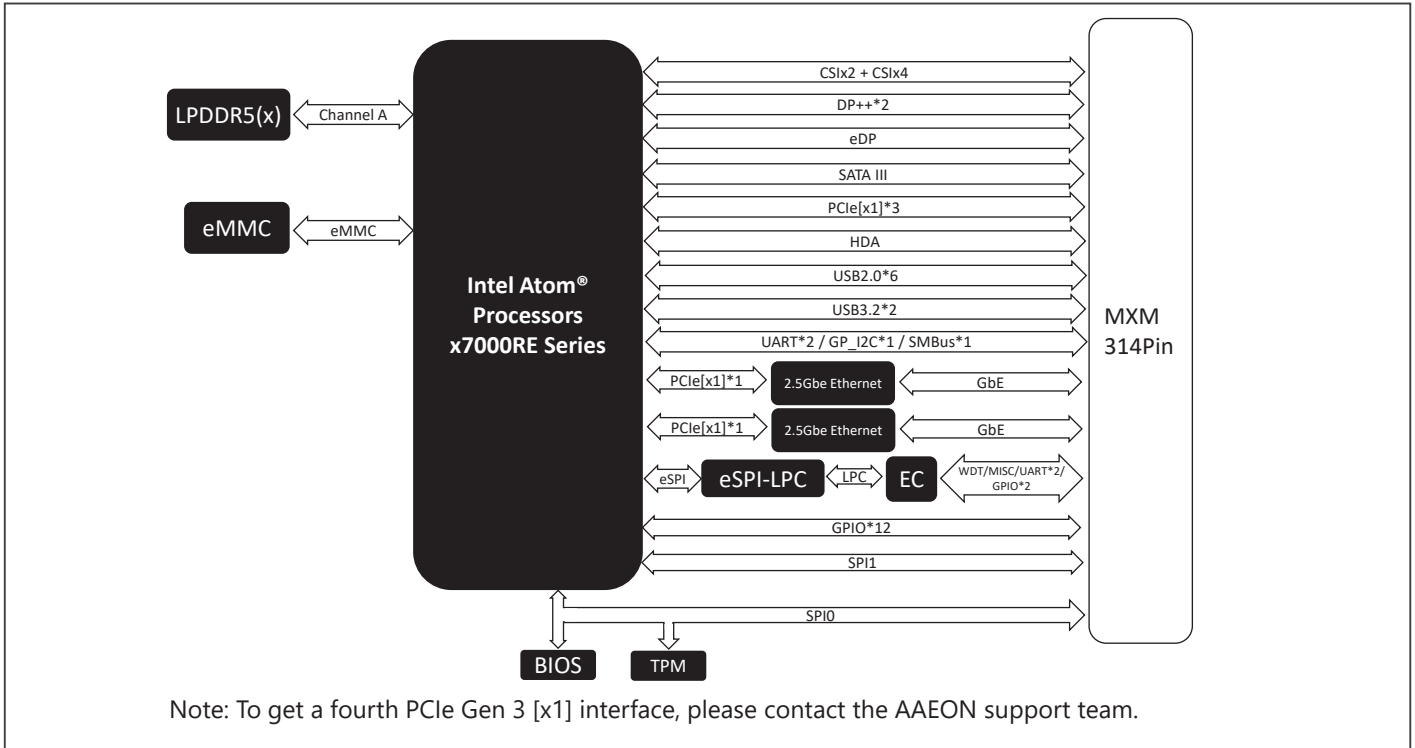 LPDDR5(x)
Channel A
eMMC
eMMC
Intel Atom®
Processors
x7000RE Series
CSIx2 + CSIx4
DP++*2
eDP
SATA III
PCIe[x1]*3
HDA
USB2.0*6
USB3.2*2
UART*2 / GP_I2C*1 / SMBus*1
PCIe[x1]*1
2.5Gbe Ethernet
GbE
PCIe[x1]*1
2.5Gbe Ethernet
GbE
eSPI
eSPI-LPC
LPC
EC
WDT/MISC/UART*2/
GPIO*2
GPIO*12
SPI1
SPI0
MXM
314Pin
BIOS
TPM
Note: To get a fourth PCIe Gen 3 [x1] interface, please contact the AAEON support team.